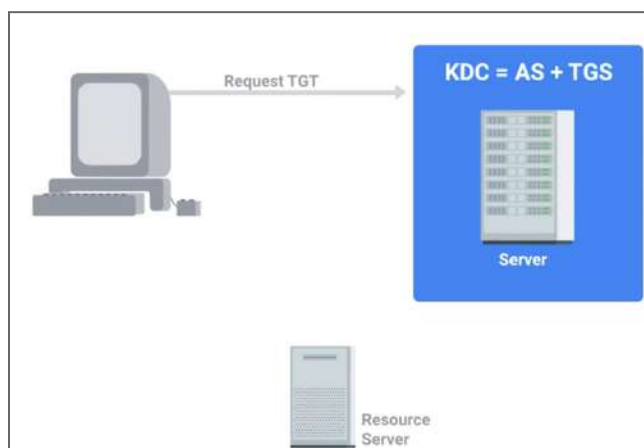 Request TGT
KDC = AS + TGS
Server
Resource
Server